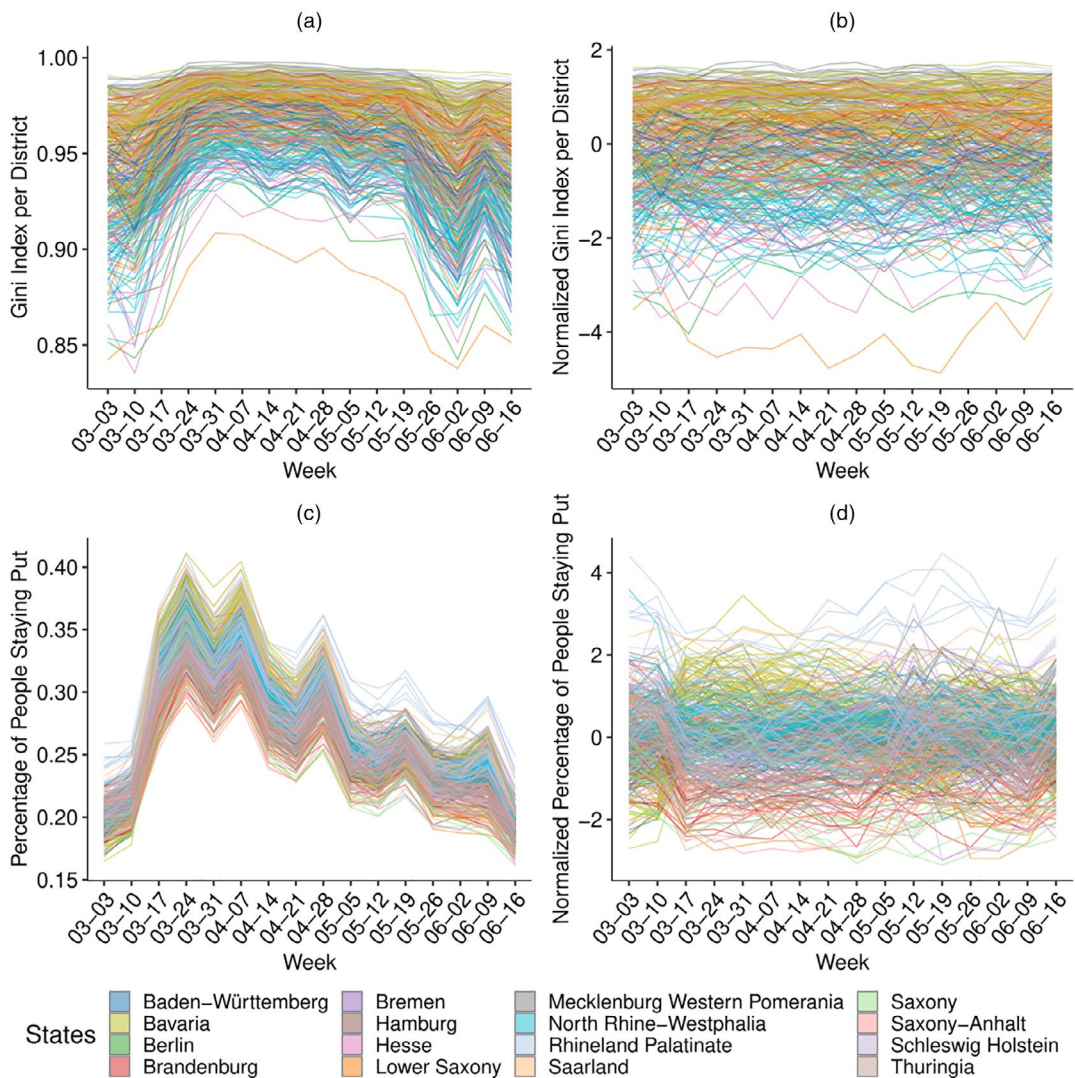 (a)
Gini Index per District
1.00
0.95
0.90
0.85
03-03
03-10
03-17
03-24
03-31
04-07
04-14
04-21
04-28
05-05
05-12
05-19
05-26
06-02
06-09
06-16
Week
(b)
Normalized Gini Index per District
2
0
-2
-4
03-03
03-10
03-17
03-24
03-31
04-07
04-14
04-21
04-28
05-05
05-12
05-19
05-26
06-02
06-09
06-16
Week
(c)
Percentage of People Staying Put
0.40
0.35
0.30
0.25
0.20
0.15
03-03
03-10
03-17
03-24
03-31
04-07
04-14
04-21
04-28
05-05
05-12
05-19
05-26
06-02
06-09
06-16
Week
(d)
Normalized Percentage of People Staying Put
4
2
0
-2
03-03
03-10
03-17
03-24
03-31
04-07
04-14
04-21
04-28
05-05
05-12
05-19
05-26
06-02
06-09
06-16
Week
States
Baden-Württemberg
Bavaria
Berlin
Brandenburg
Bremen
Hamburg
Hesse
Lower Saxony
Mecklenburg Western Pomerania
North Rhine-Westphalia
Rhineland Palatinate
Saarland
Saxony
Saxony-Anhalt
Schleswig Holstein
Thuringia